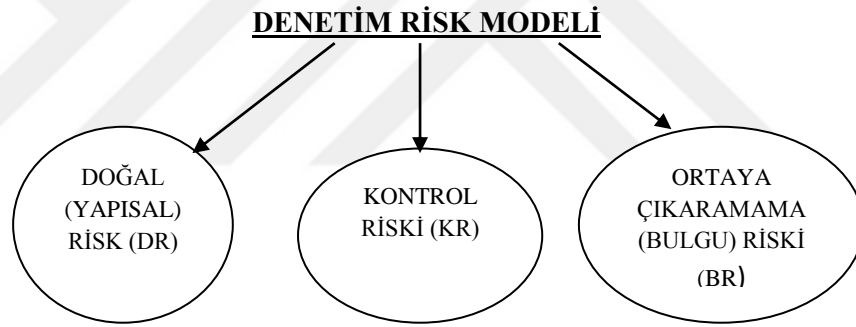 DENETİM RİSK MODELİ
DOĞAL
(YAPISAL)
RİSK (DR)
KONTROL
RİSKİ (KR)
ORTAYA
ÇIKARAMAMA
(BULGU) RİSKİ
(BR)